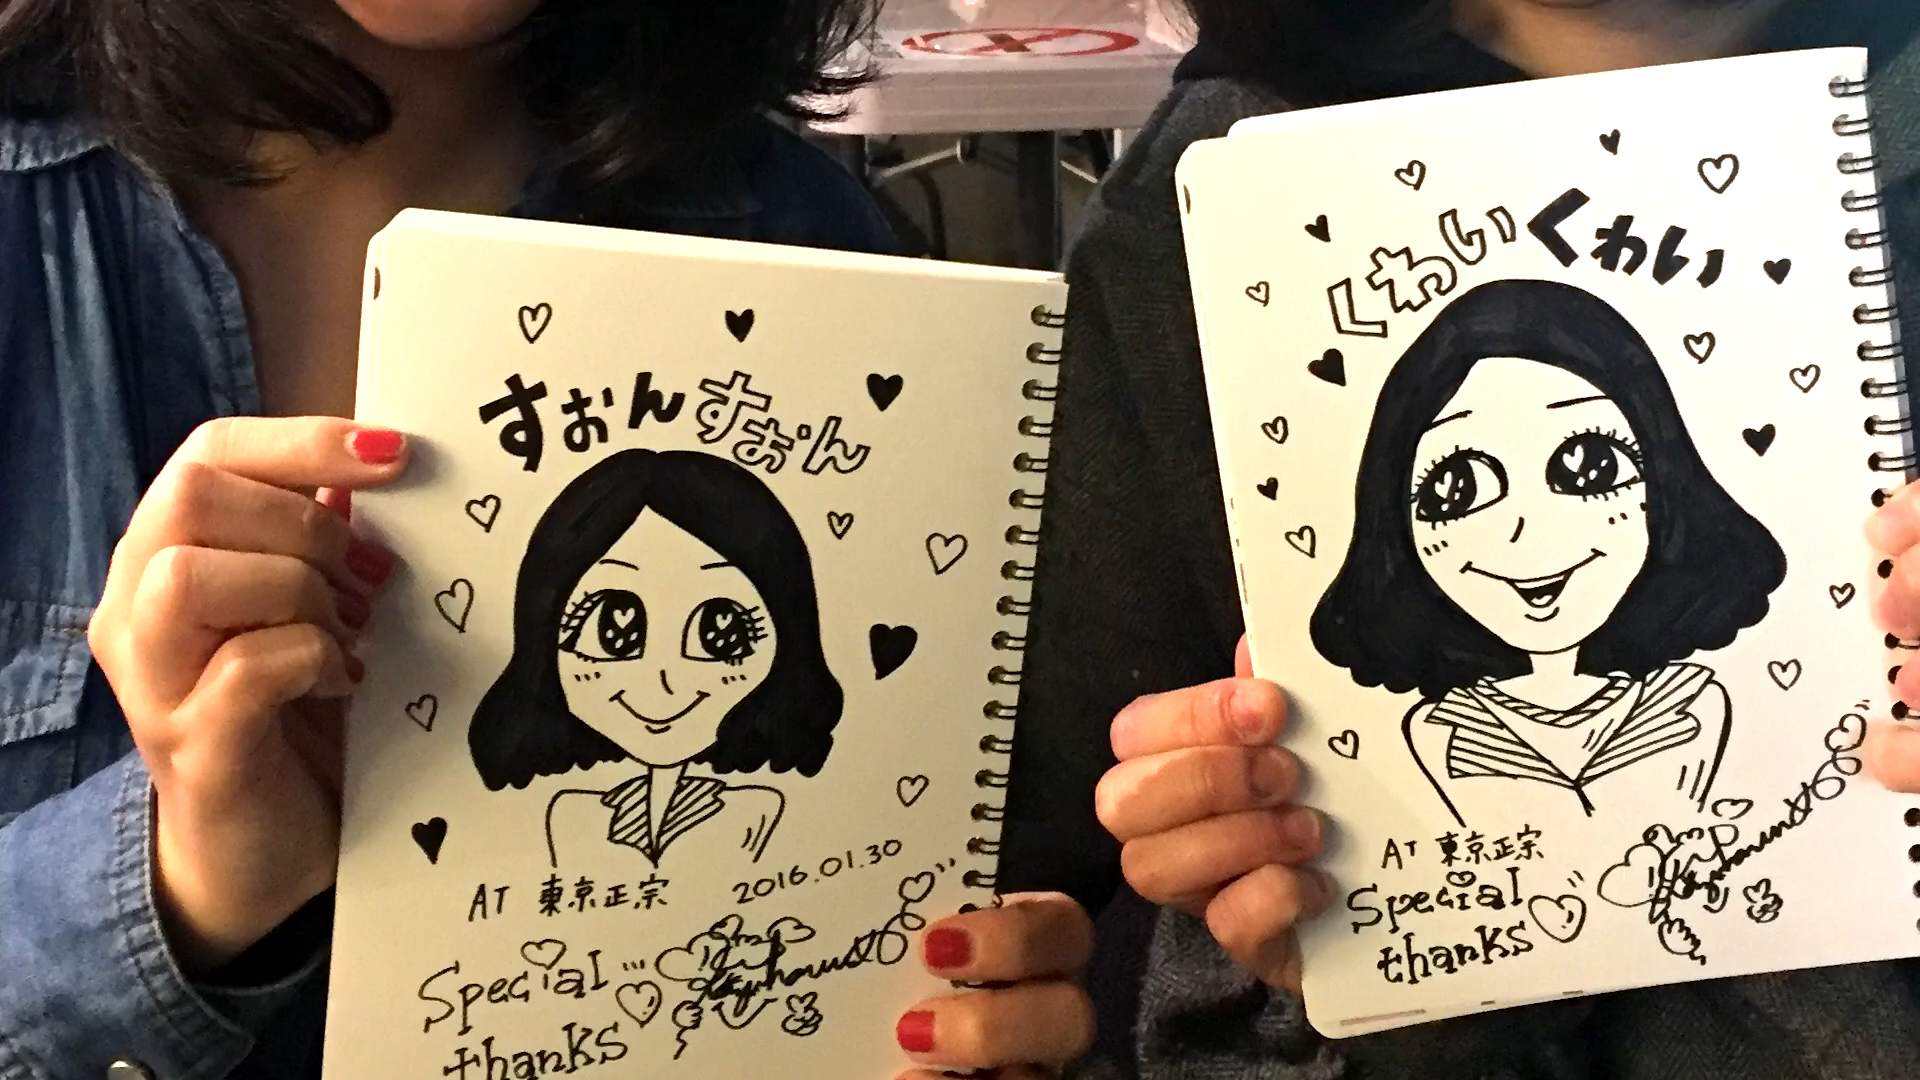 すおんすおん
AT 東京正宗
2016.01.30
Special
thanks
くわいくわい
AT 東京正宗
Special
thanks